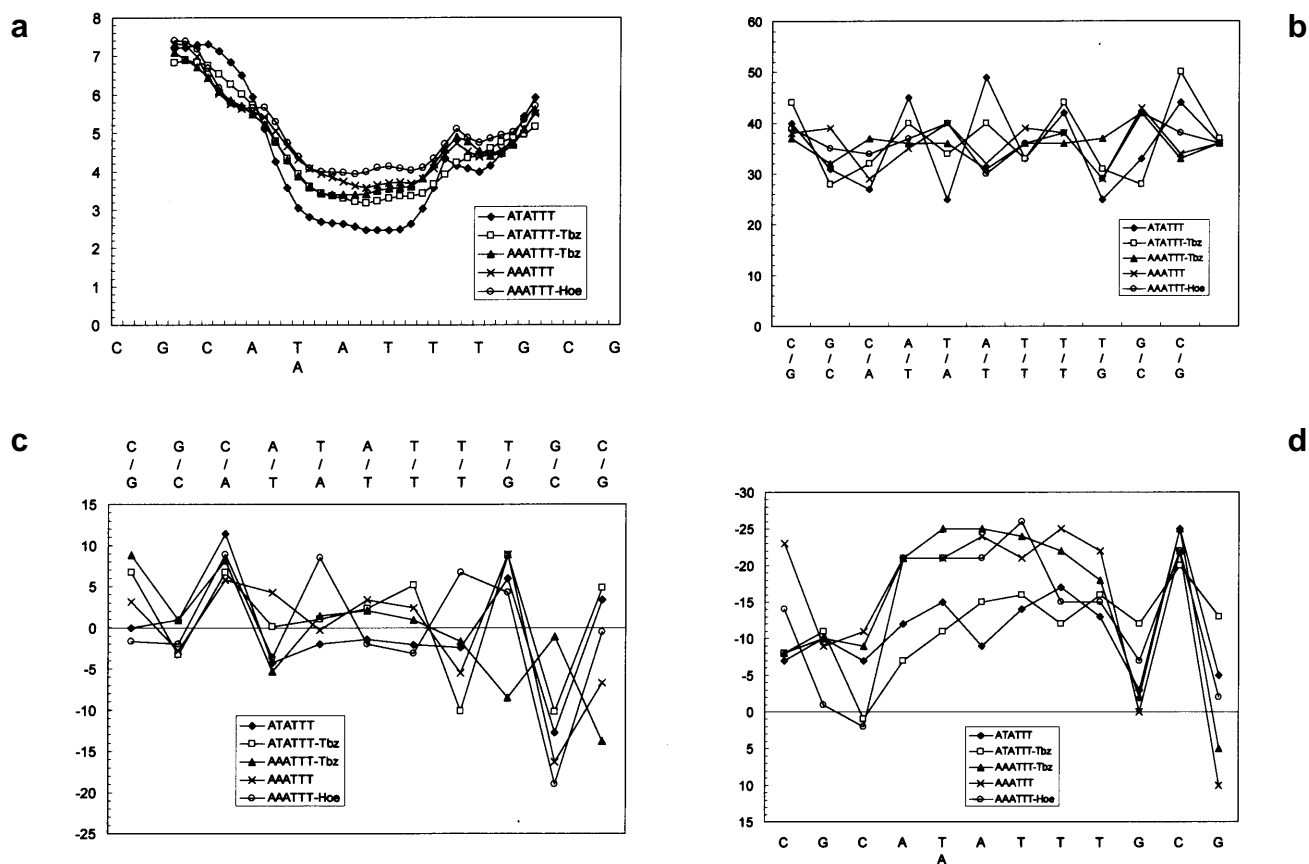 a
8
7
6
5
4
3
2
1
0
ATATTT
ATATTT-Tbz
AAATTT-Tbz
AAATTT
AAATTT-Hoe
C G C A T A T T T G C G
A
b
60
50
40
30
20
10
0
ATATTT
ATATTT-Tbz
AAATTT-Tbz
AAATTT
AAATTT-Hoe
C G C A T A T T G C
/ / / / / / / / / /
G C A T A T T G C G
c
C G C A T A T T G C
/ / / / / / / / / /
G C A T A T T G C G
15
10
5
0
-5
-10
-15
-20
-25
ATATTT
ATATTT-Tbz
AAATTT-Tbz
AAATTT
AAATTT-Hoe
d
-30
-25
-20
-15
-10
-5
0
5
10
15
ATATTT
ATATTT-Tbz
AAATTT-Tbz
AAATTT
AAATTT-Hoe
C G C A T A T T T G C G
A